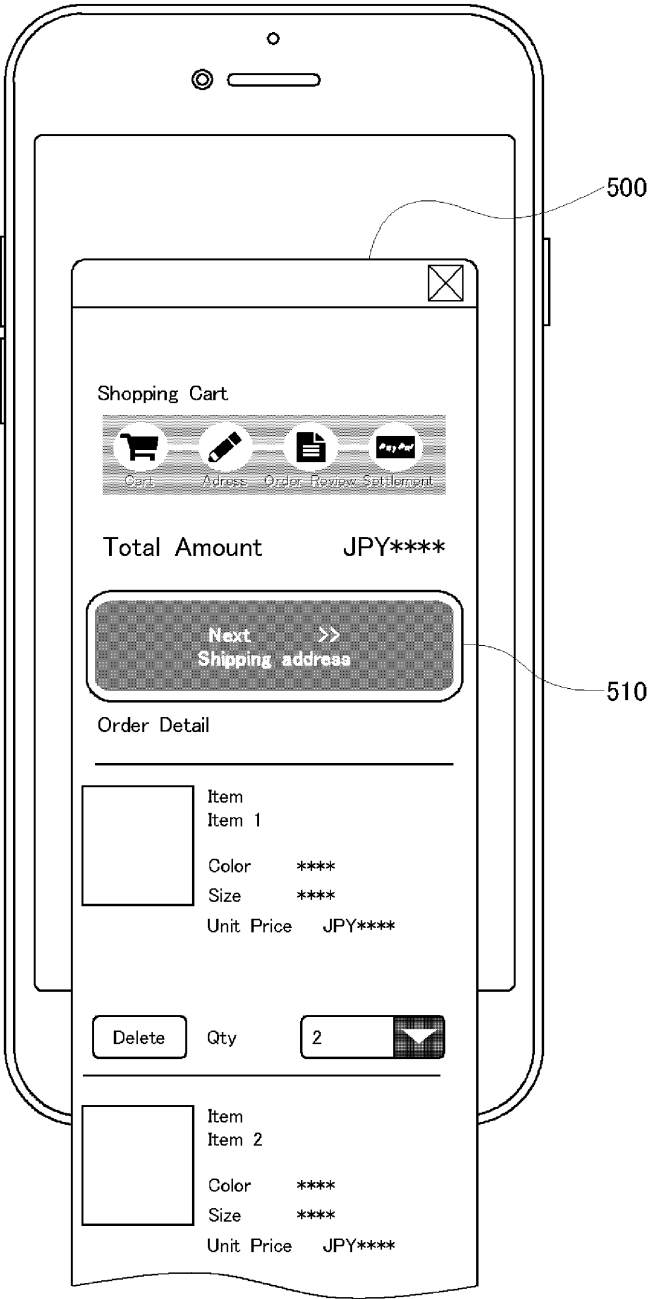 500
Shopping Cart
PayPal
Cart Adress Order Review Settlement
Total Amount JPY****
Next >>
Shipping address
510
Order Detail
Item
Item 1
Color ****
Size ****
Unit Price JPY****
Delete Qty 2
Item
Item 2
Color ****
Size ****
Unit Price JPY****